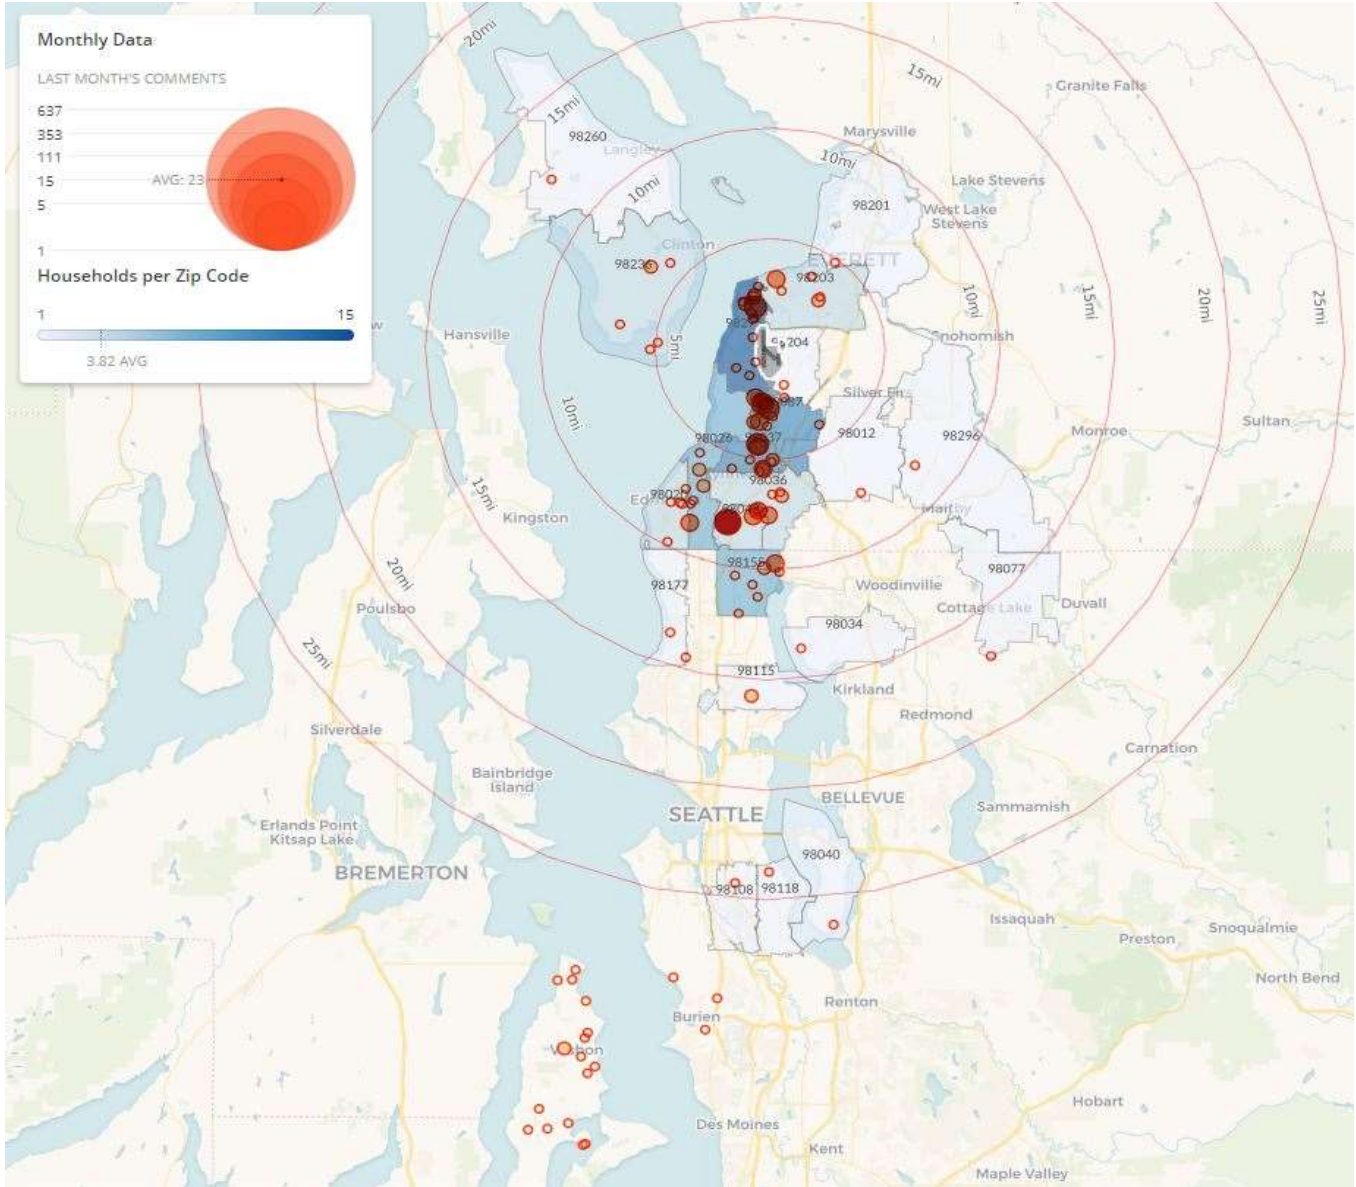 Monthly Data
LAST MONTH'S COMMENTS
637
353
111
15
AVG: 23
5
1
Households per Zip Code
1
15
3.82 AVG
20mi
15mi
Granite Falls
15mi
98260
Langley
Marysville
10mi
10mi
Lake Stevens
98201
West Lake
Stevens
Clinton
98236
EVERETT
98203
10mi
15mi
20mi
25mi
Hansville
5mi
204
Snohomish
10mi
Silver Fir
Sultan
Monroe
98026
98012
98296
98036
98020
15mi
Kingston
Maltby
98155
98177
98077
20mi
Woodinville
Poulsbo
Cottage Lake
Duvall
98034
25mi
98115
Kirkland
Redmond
Silverdale
Carnation
Bainbridge
Island
SEATTLE
BELLEVUE
Sammamish
Erlands Point
Kitsap Lake
98040
BREMERTON
98108
98118
Issaquah
Snoqualmie
Preston
North Bend
Renton
Burien
Vashon
Hobart
Des Moines
Kent
Maple Valley